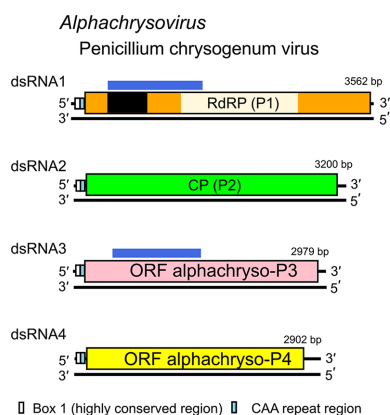 Alphachrysovirus
Penicillium chrysogenum virus
dsRNA1
3562 bp
5′ RdRP (P1) 3′
3′ 5′
dsRNA2
3200 bp
5′ CP (P2) 3′
3′ 5′
dsRNA3
2979 bp
5′ ORF alphachryso-P3 3′
3′ 5′
dsRNA4
2902 bp
5′ ORF alphachryso-P4 3′
3′ 5′
Box 1 (highly conserved region) CAA repeat region